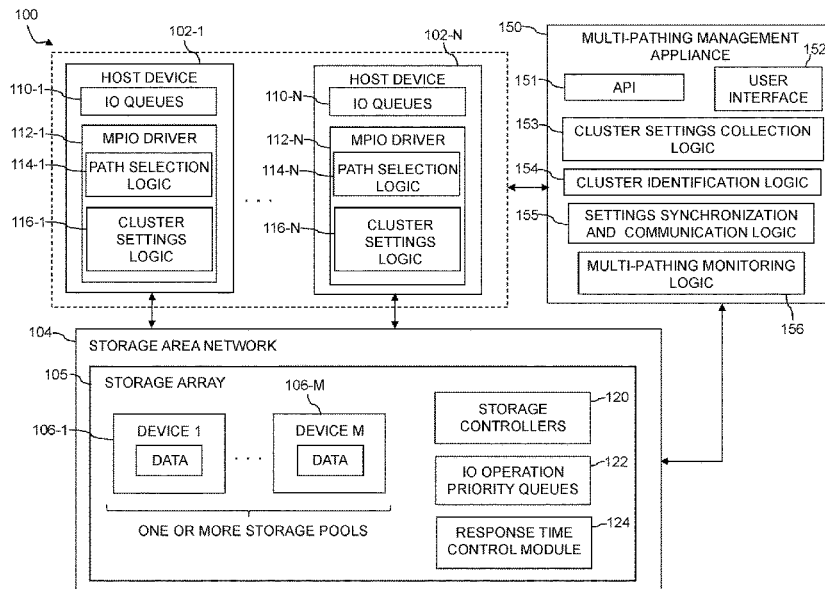 100
102-1
HOST DEVICE
110-1
IO QUEUES
112-1
MPIO DRIVER
114-1
PATH SELECTION
LOGIC
116-1
CLUSTER
SETTINGS
LOGIC
. . .
102-N
HOST DEVICE
110-N
IO QUEUES
112-N
MPIO DRIVER
114-N
PATH SELECTION
LOGIC
116-N
CLUSTER
SETTINGS
LOGIC
150
MULTI-PATHING MANAGEMENT
APPLIANCE
151
API
152
USER
INTERFACE
153
CLUSTER SETTINGS COLLECTION
LOGIC
154
CLUSTER IDENTIFICATION LOGIC
155
SETTINGS SYNCHRONIZATION
AND COMMUNICATION LOGIC
MULTI-PATHING MONITORING
LOGIC
156
104
STORAGE AREA NETWORK
105
STORAGE ARRAY
106-1
DEVICE 1
DATA
. . .
106-M
DEVICE M
DATA
ONE OR MORE STORAGE POOLS
STORAGE
CONTROLLERS
120
IO OPERATION
PRIORITY QUEUES
122
RESPONSE TIME
CONTROL MODULE
124